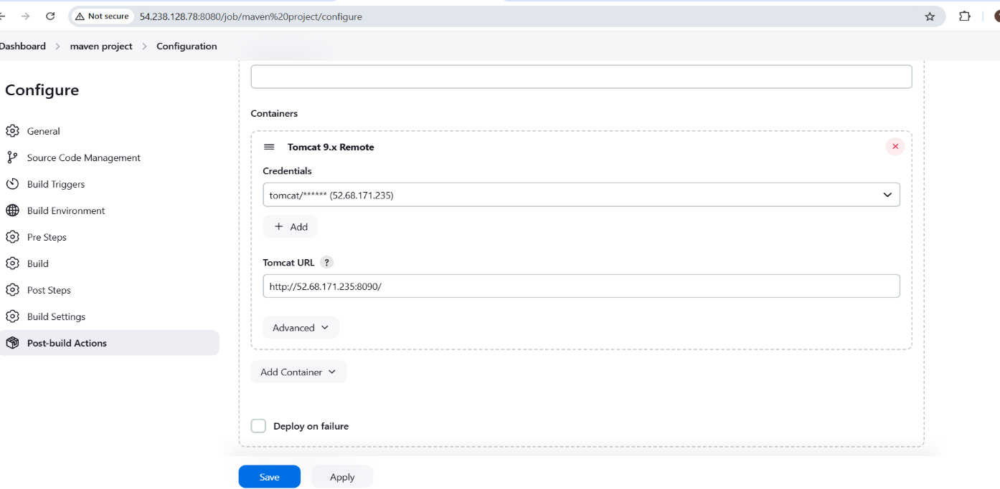 Not secure 54.238.128.78:8080/job/maven%20project/configure
Dashboard > maven project > Configuration
Configure
General
Source Code Management
Build Triggers
Build Environment
Pre Steps
Build
Post Steps
Build Settings
Post-build Actions
Containers
Tomcat 9.x Remote
Credentials
tomcat/****** (52.68.171.235)
+ Add
Tomcat URL ?
http://52.68.171.235:8090/
Advanced
Add Container
Deploy on failure
Save Apply